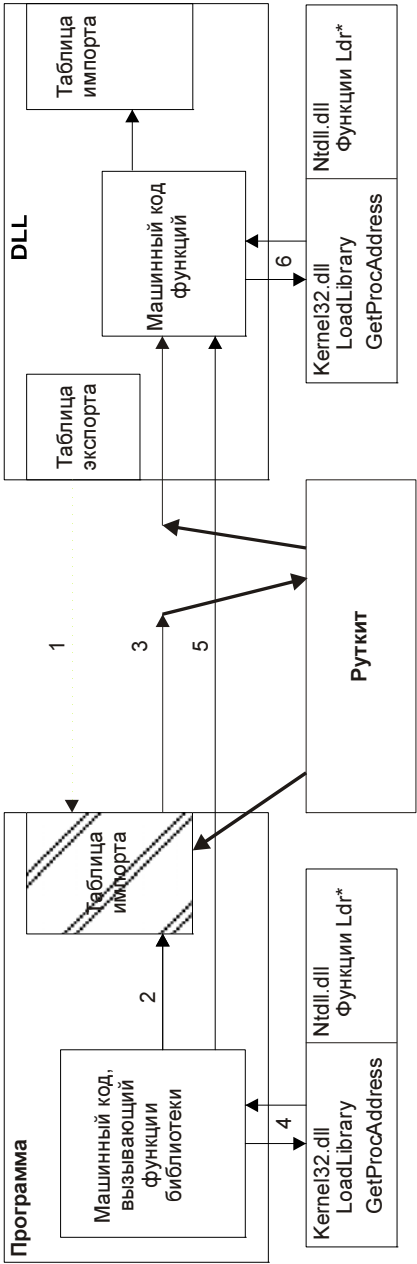 Программа
Машинный код,
вызывающий
функции
библиотеки
2
Таблица
импорта
4
Kernel32.dll
LoadLibrary
GetProcAddress
Ntdll.dll
Функции Ldr*
1
3
5
Руткит
DLL
Таблица
экспорта
Машинный код
функций
Таблица
импорта
6
Kernel32.dll
LoadLibrary
GetProcAddress
Ntdll.dll
Функции Ldr*